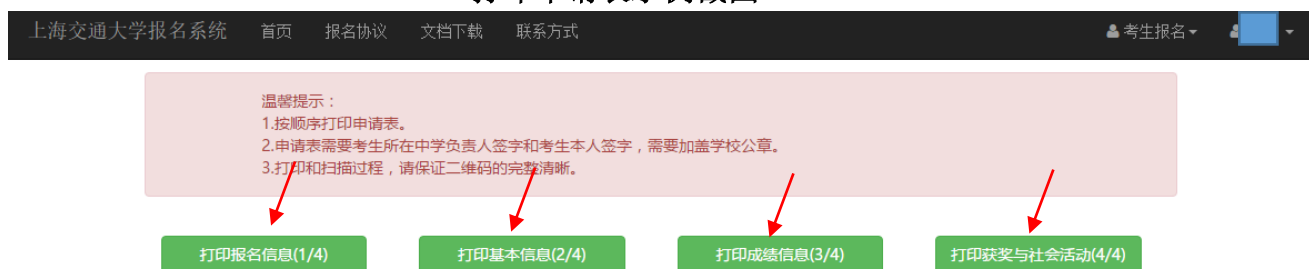 上海交通大学报名系统 首页 报名协议 文档下载 联系方式 考生报名
温馨提示：
1.按顺序打印申请表。
2.申请表需要考生所在中学负责人签字和考生本人签字，需要加盖学校公章。
3.打印和扫描过程，请保证二维码的完整清晰。
打印报名信息(1/4) 打印基本信息(2/4) 打印成绩信息(3/4) 打印获奖与社会活动(4/4)